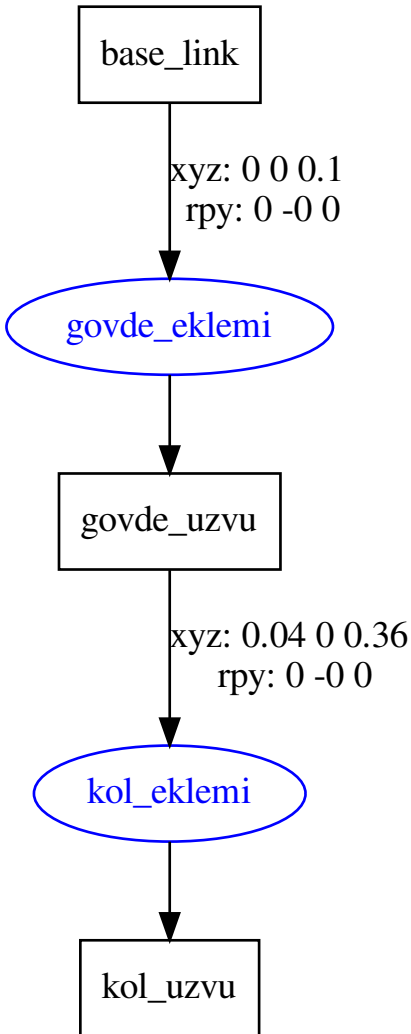 base_link
xyz: 0 0 0.1
rpy: 0 -0 0
govde_eklemi
govde_uzvu
xyz: 0.04 0 0.36
rpy: 0 -0 0
kol_eklemi
kol_uzvu